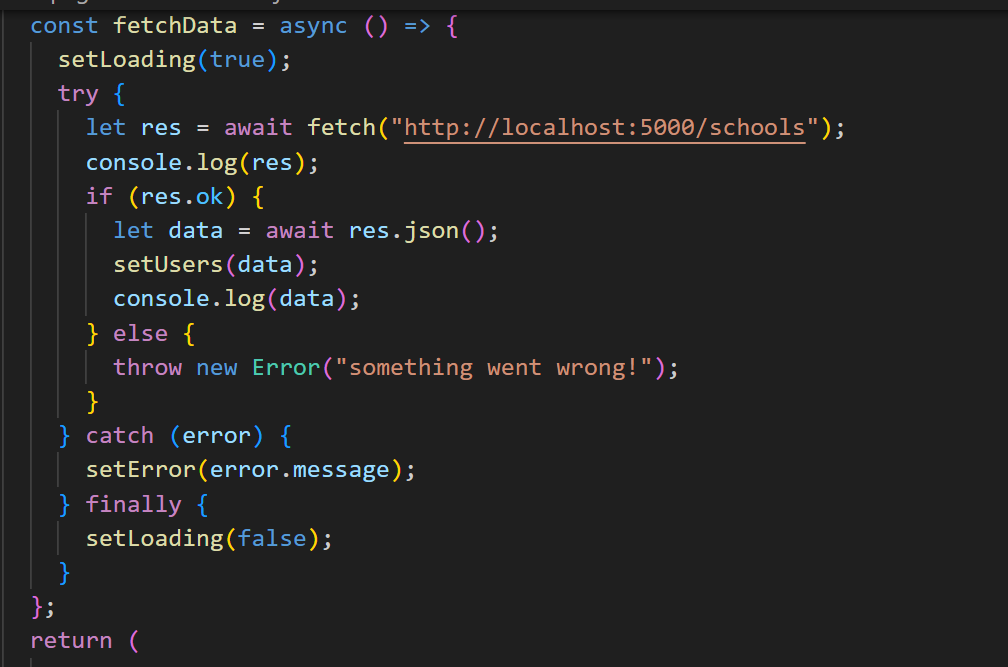 const fetchData = async () => {
setLoading(true);
try {
let res = await fetch("http://localhost:5000/schools");
console.log(res);
if (res.ok) {
let data = await res.json();
setUsers(data);
console.log(data);
} else {
throw new Error("something went wrong!");
}
} catch (error) {
setError(error.message);
} finally {
setLoading(false);
}
};
return (